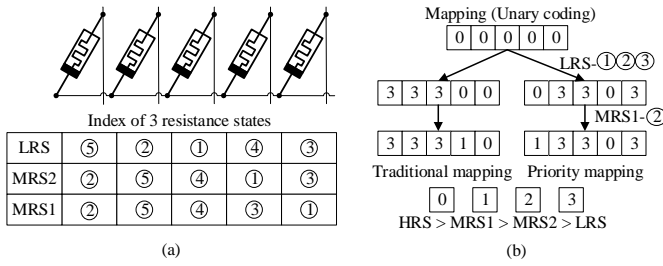 Index of 3 resistance states
LRS ⑤ ② ① ④ ③
MRS2 ② ⑤ ④ ① ③
MRS1 ② ⑤ ④ ③ ①
(a)
Mapping (Unary coding)
0 0 0 0 0
LRS-①②③
3 3 3 0 0 0 3 3 0 3
MRS1-②
3 3 3 1 0 1 3 3 0 3
Traditional mapping Priority mapping
0 1 2 3
HRS > MRS1 > MRS2 > LRS
(b)